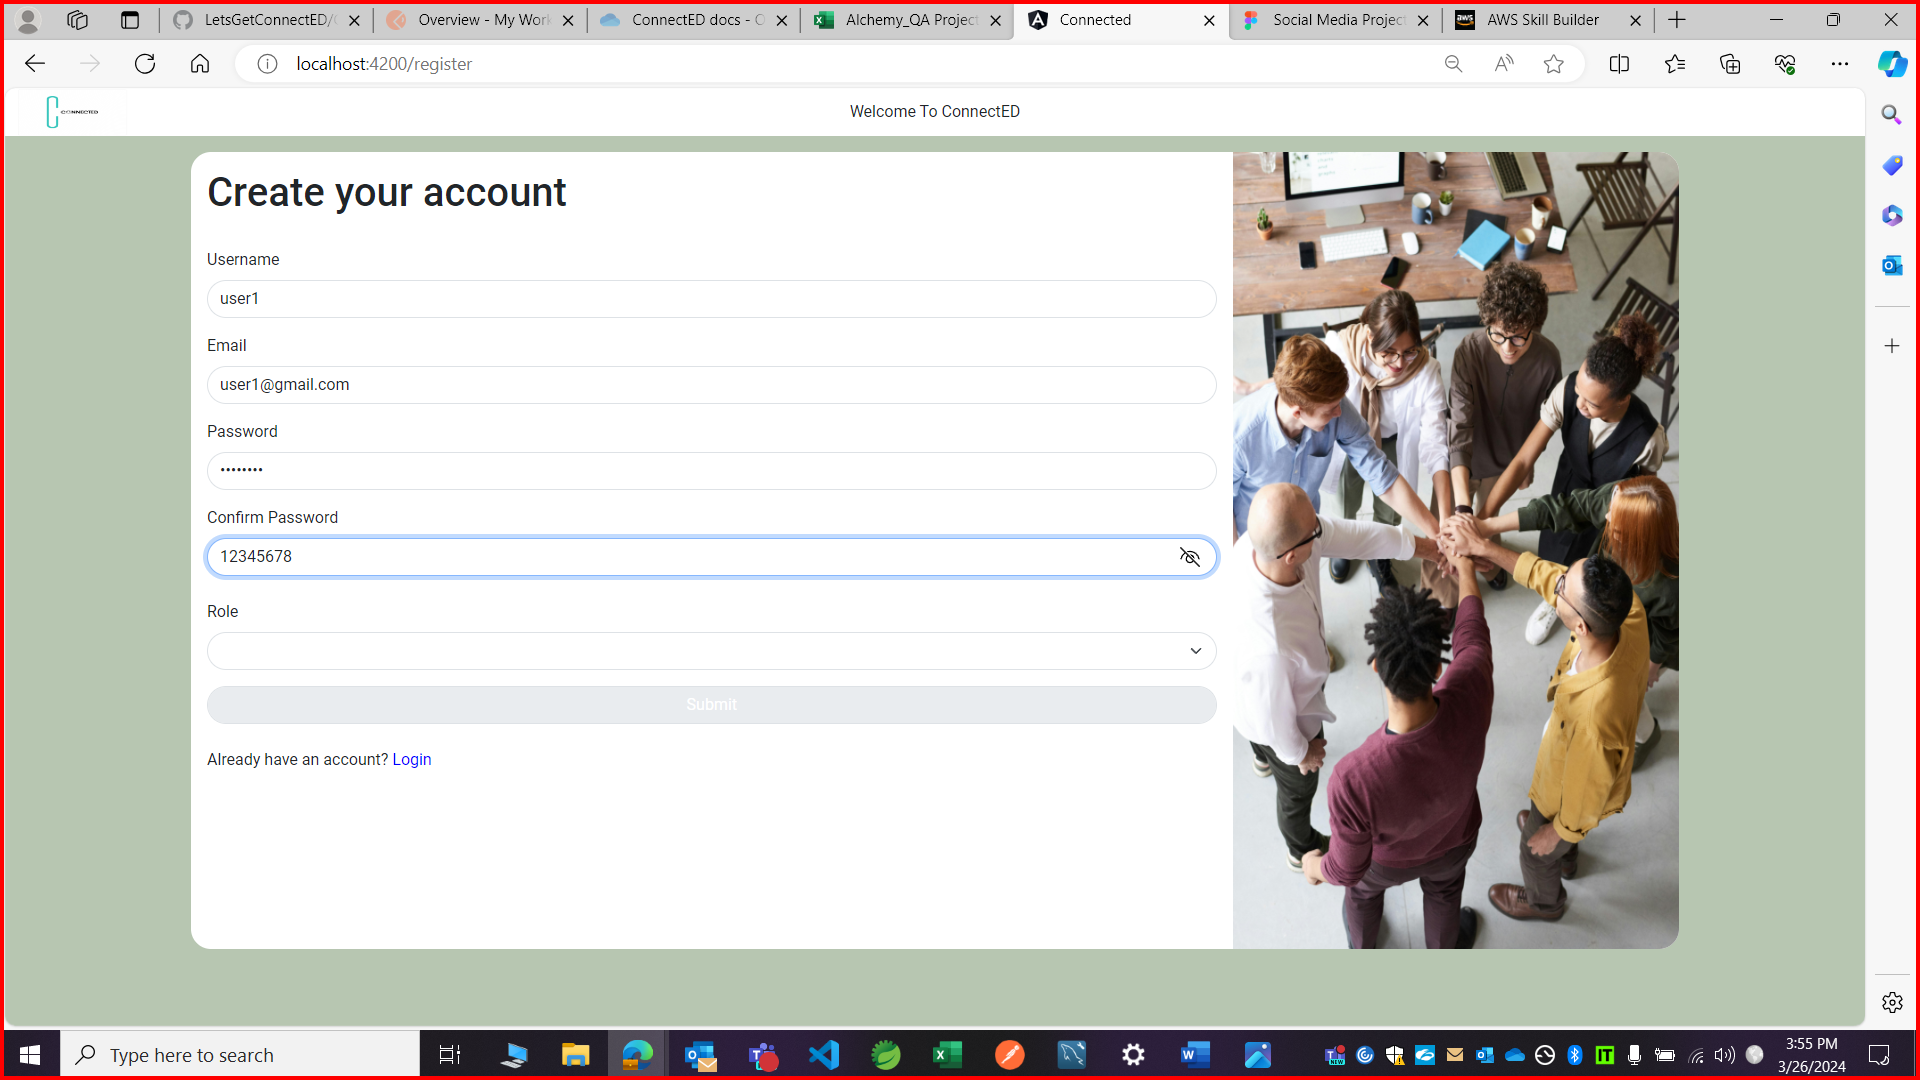 LetsGetConnectED/
Overview - My Work
ConnectED docs - O
Alchemy_QA Project
Connected
Social Media Project
AWS Skill Builder
localhost:4200/register
CONNECTED
Welcome To ConnectED
Create your account
Username
user1
Email
user1@gmail.com
Password
••••••••
Confirm Password
12345678
Role
Submit
Already have an account? Login
Type here to search
3:55 PM
3/26/2024